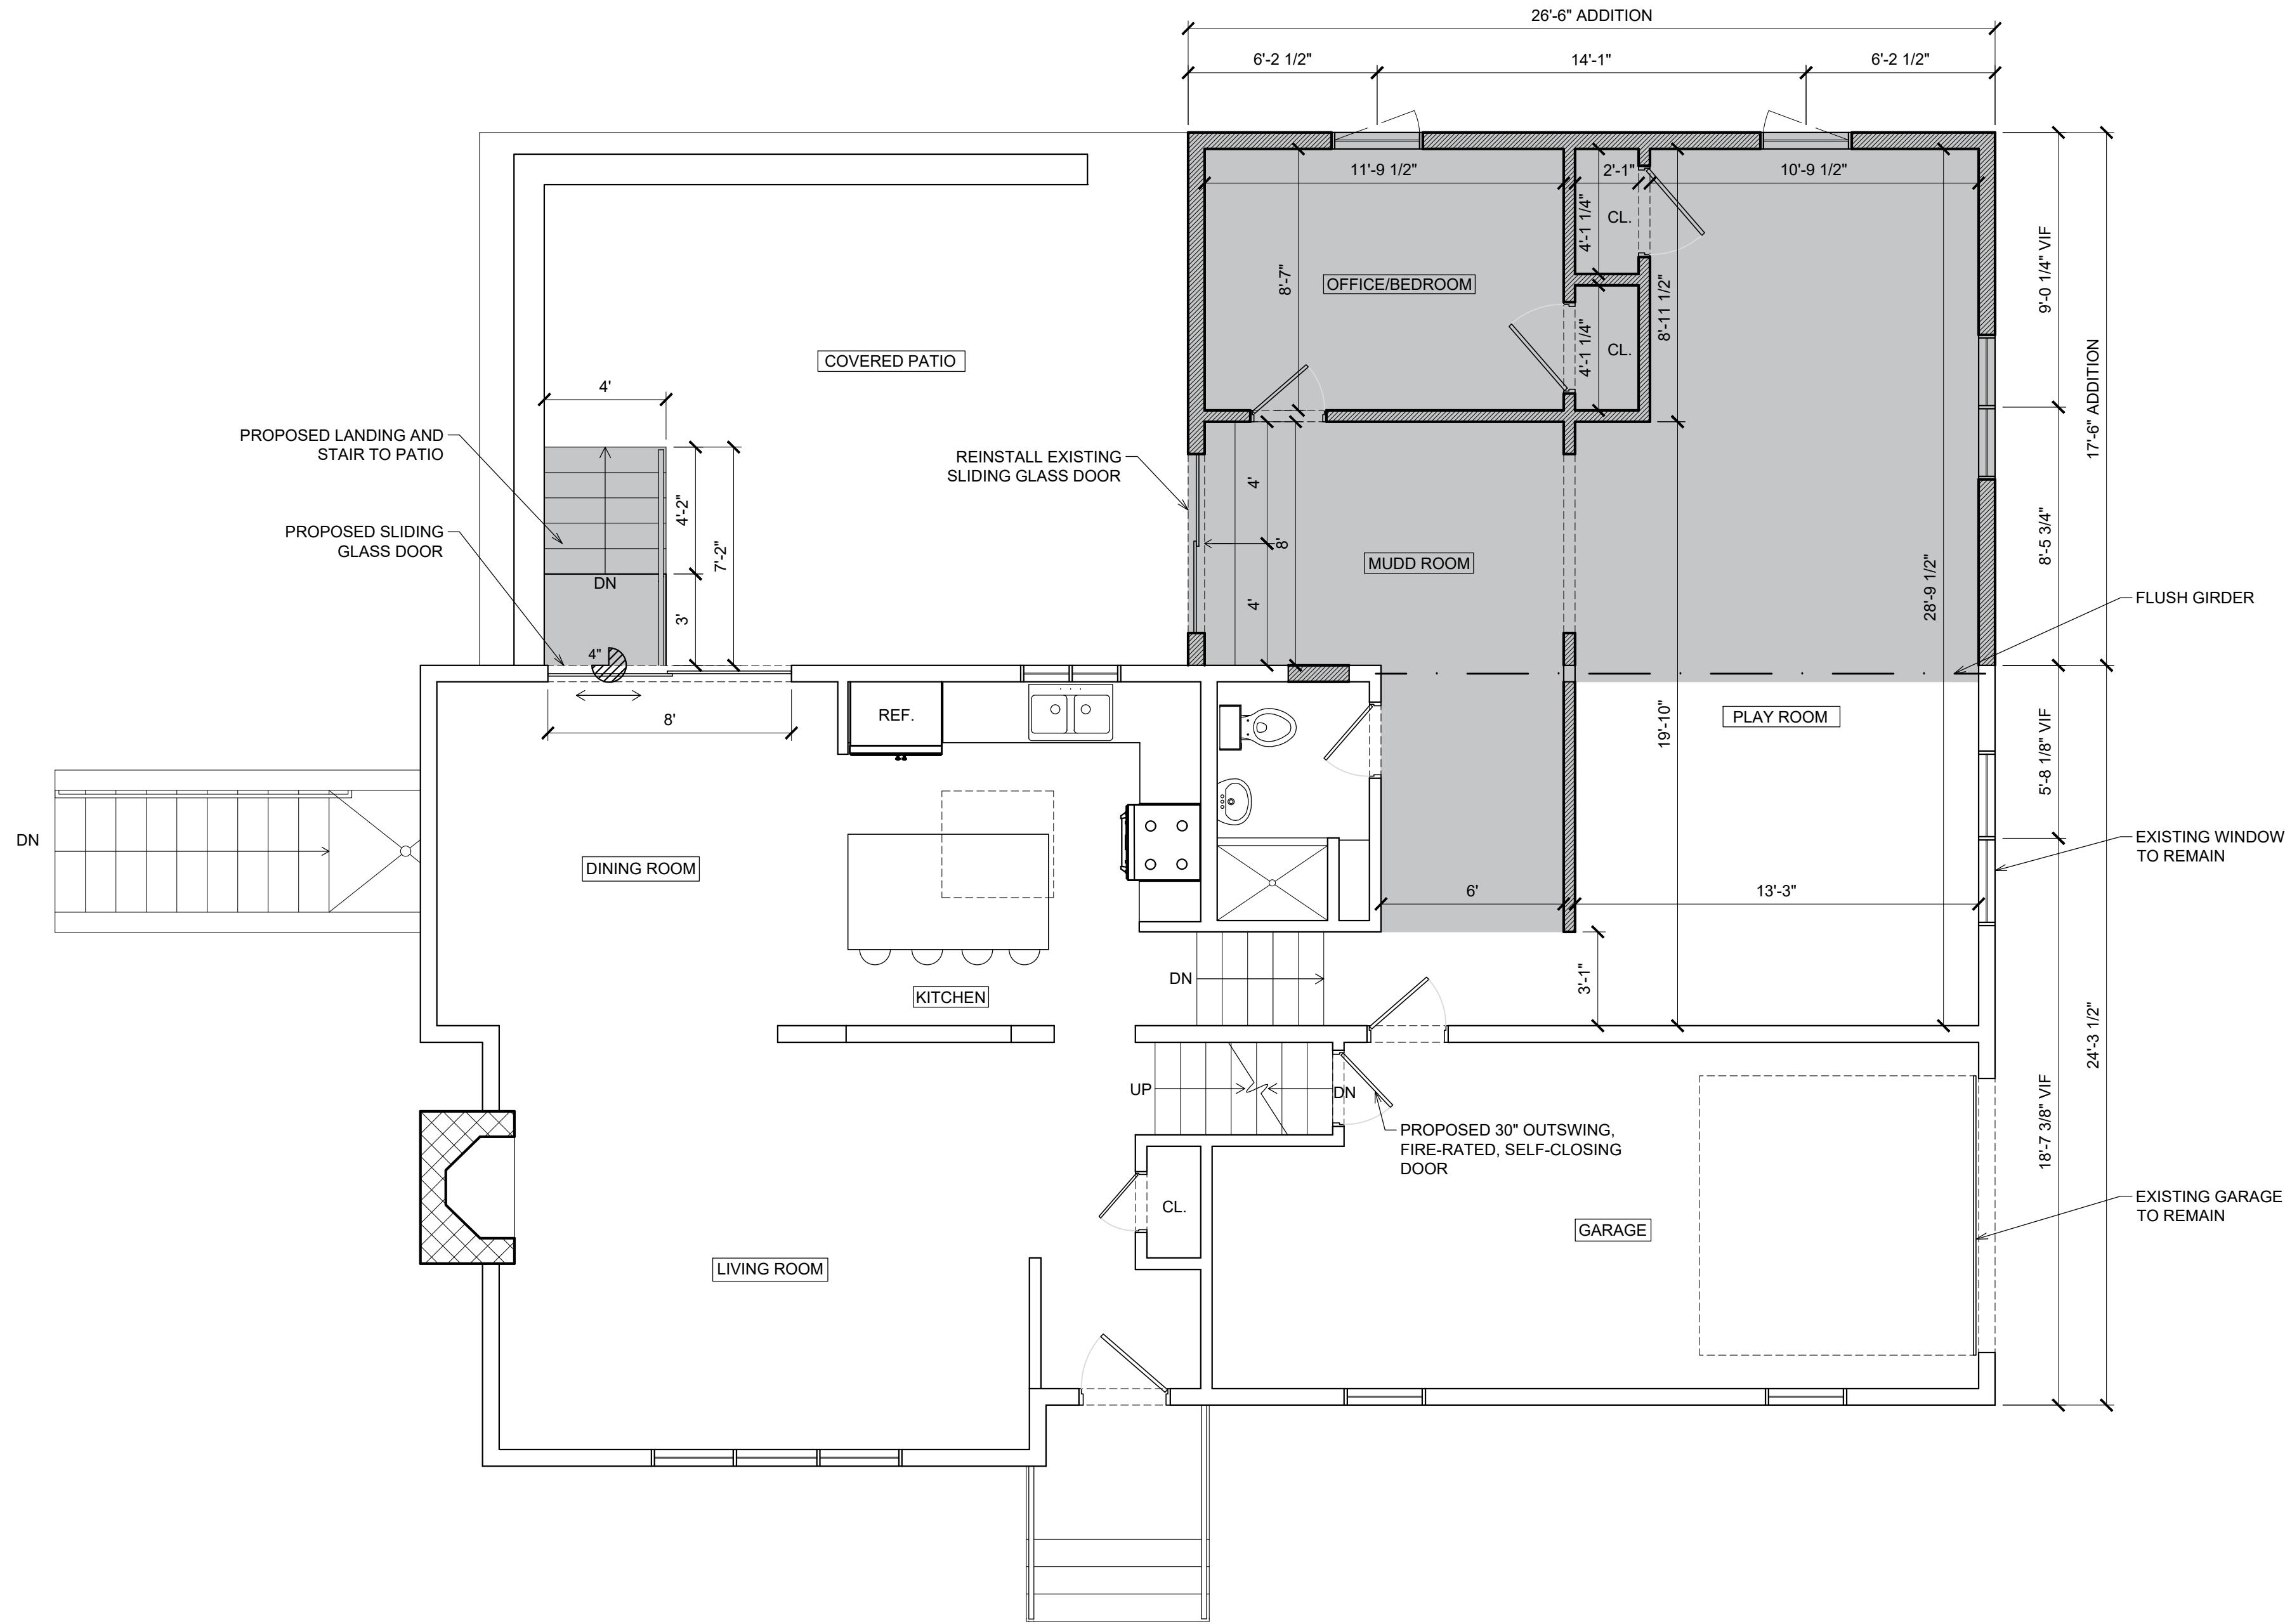 26'-6" ADDITION
6'-2 1/2"
14'-1"
6'-2 1/2"
11'-9 1/2"
2'-1"
10'-9 1/2"
4'-1 1/4"
CL.
8'-7"
OFFICE/BEDROOM
8'-11 1/2"
4'-1 1/4"
CL.
9'-0 1/4" VIF
17'-6" ADDITION
COVERED PATIO
4'
PROPOSED LANDING AND
STAIR TO PATIO
REINSTALL EXISTING
SLIDING GLASS DOOR
4'
4'-2"
7'-2"
PROPOSED SLIDING
GLASS DOOR
8'
MUDD ROOM
8'-5 3/4"
DN
3'
4'
28'-9 1/2"
FLUSH GIRDER
4"
8'
REF.
PLAY ROOM
19'-10"
5'-8 1/8" VIF
DN
DINING ROOM
EXISTING WINDOW
TO REMAIN
6'
13'-3"
KITCHEN
DN
3'-1"
24'-3 1/2"
UP
DN
PROPOSED 30" OUTSWING,
FIRE-RATED, SELF-CLOSING
DOOR
18'-7 3/8" VIF
CL.
GARAGE
EXISTING GARAGE
TO REMAIN
LIVING ROOM